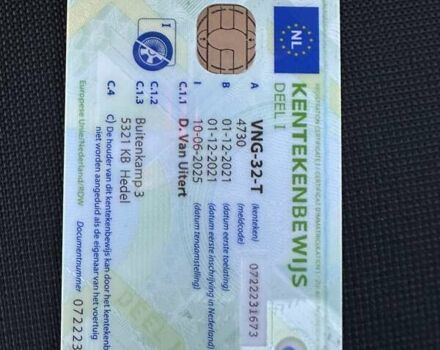 NL
KENTEKENBEWIJS
DEEL I
A VNG-32-T (kenteken) 0722231673
4730 (meldcode)
B 01-12-2021 (datum eerste toelating)
01-12-2021 (datum eerste inschrijving in Nederland)
I 10-06-2025 (datum tenaamstelling)
C.1.1 D. Van Uitert
I
C.1.2
C.1.3 Buitenkamp 3
5321 KB Hedel
C.4 c) De houder van dit kentekenbewijs kan door het kentekenbe
niet worden aangeduid als de eigenaar van het voertuig
Europese Unie/Nederland/RDW Documentnummer 07222